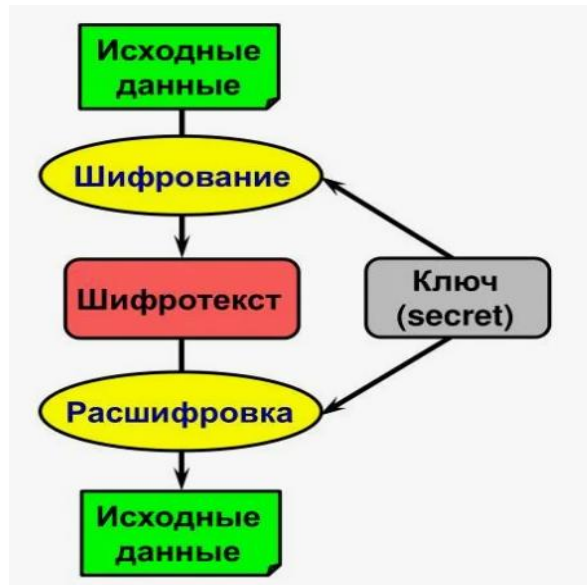 Исходные
данные
Шифрование
Шифротекст
Ключ
(secret)
Расшифровка
Исходные
данные